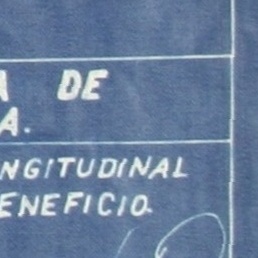 A DE
A.
NGITUDINAL
ENEFICIO.